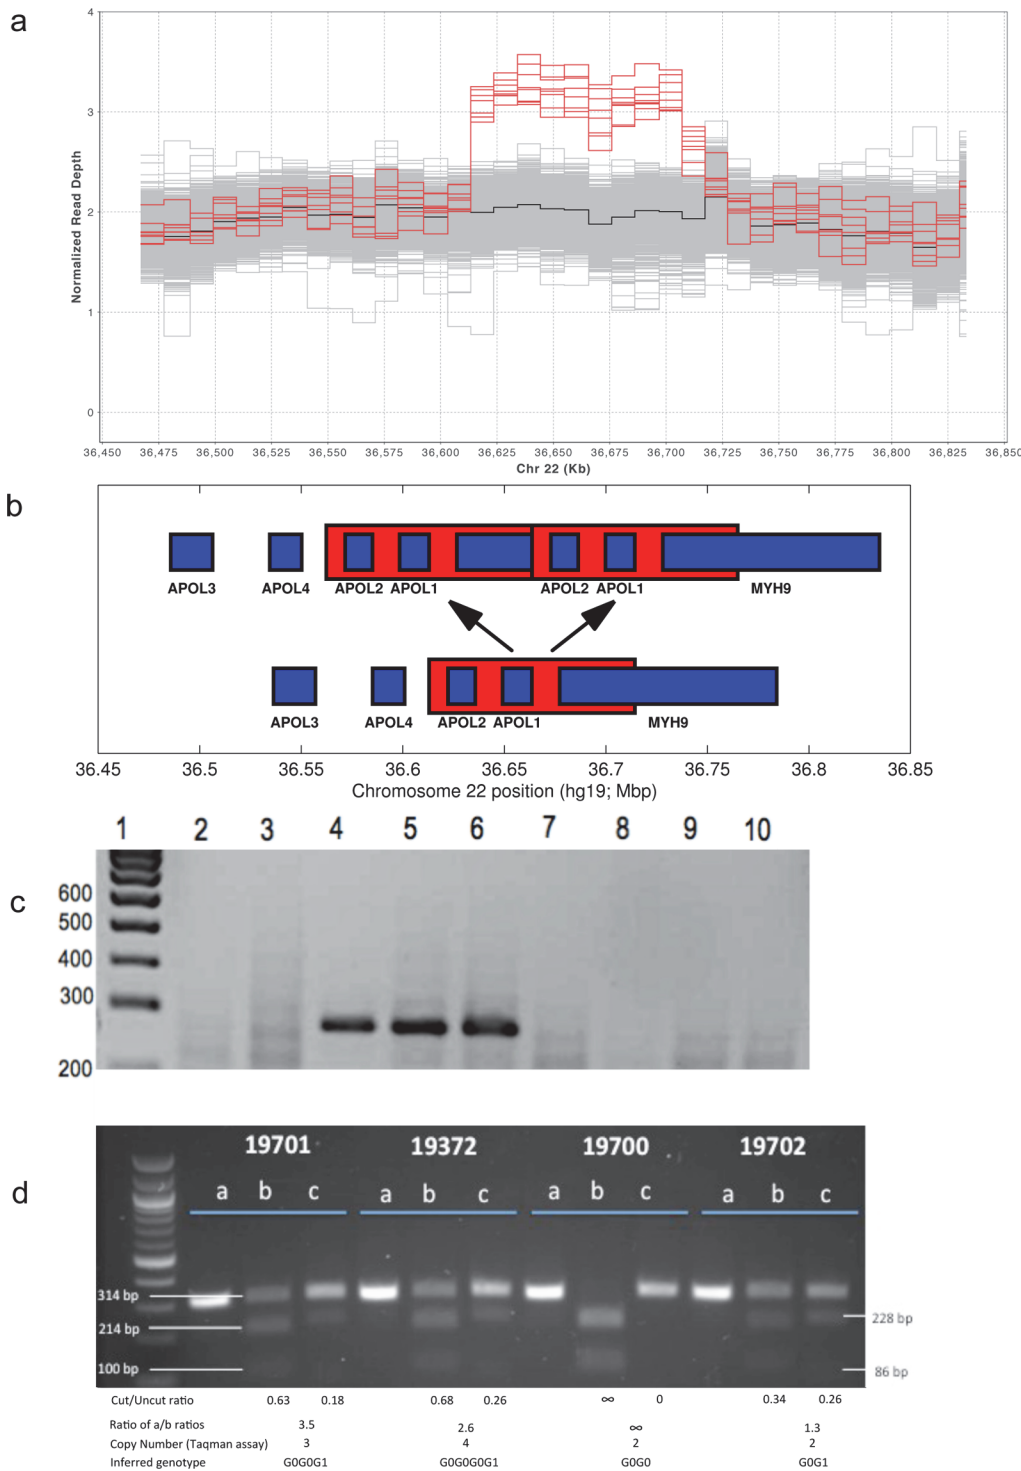 a
4
3
2
1
0
Normalized Read Depth
36,450 36,475 36,500 36,525 36,550 36,575 36,600 36,625 36,650 36,675 36,700 36,725 36,750 36,775 36,800 36,825 36,850
Chr 22 (Kb)
b
APOL3 APOL4 APOL2 APOL1 APOL2 APOL1 MYH9
APOL3 APOL4 APOL2 APOL1 MYH9
36.45 36.5 36.55 36.6 36.65 36.7 36.75 36.8 36.85
Chromosome 22 position (hg19; Mbp)
1 2 3 4 5 6 7 8 9 10
c
600
500
400
300
200
d
19701 19372 19700 19702
a b c a b c a b c a b c
314 bp
214 bp
100 bp
228 bp
86 bp
Cut/Uncut ratio 0.63 0.18 0.68 0.26 ∞ 0 0.34 0.26
Ratio of a/b ratios 3.5 2.6 ∞ 1.3
Copy Number (Taqman assay) 3 4 2 2
Inferred genotype G0G0G1 G0G0G0G1 G0G0 G0G1